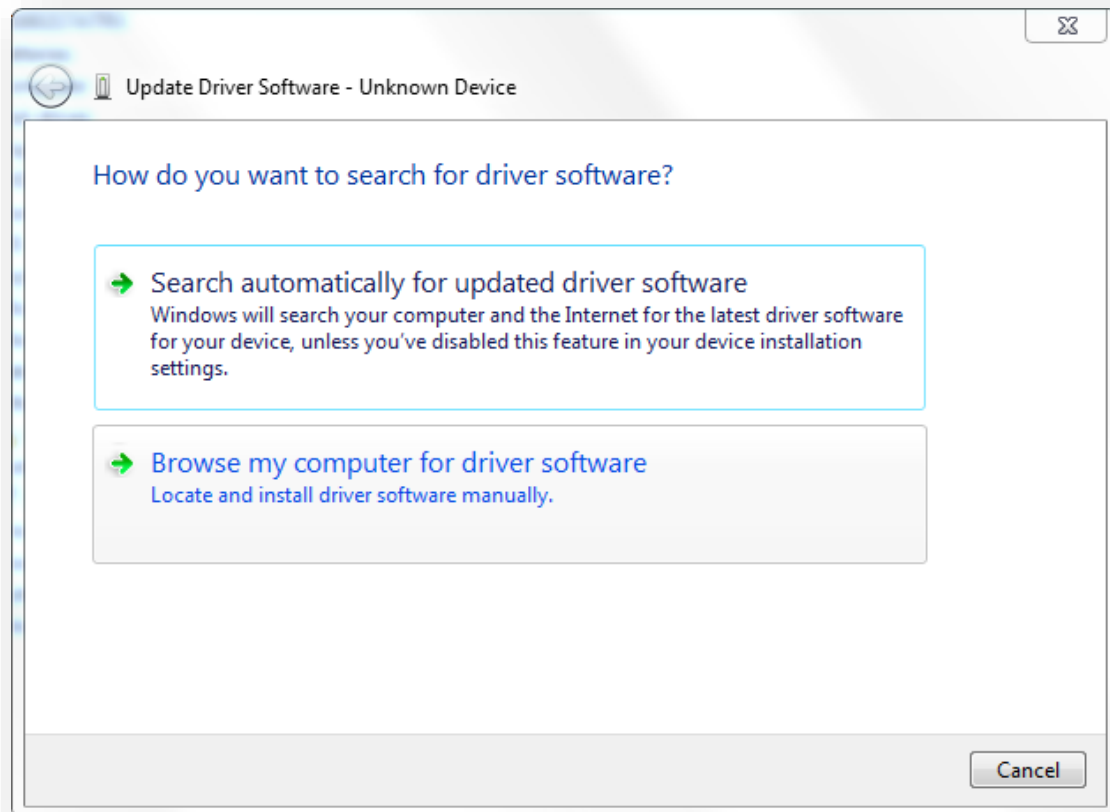 Update Driver Software - Unknown Device
How do you want to search for driver software?
Search automatically for updated driver software
Windows will search your computer and the Internet for the latest driver software
for your device, unless you've disabled this feature in your device installation
settings.
Browse my computer for driver software
Locate and install driver software manually.
Cancel